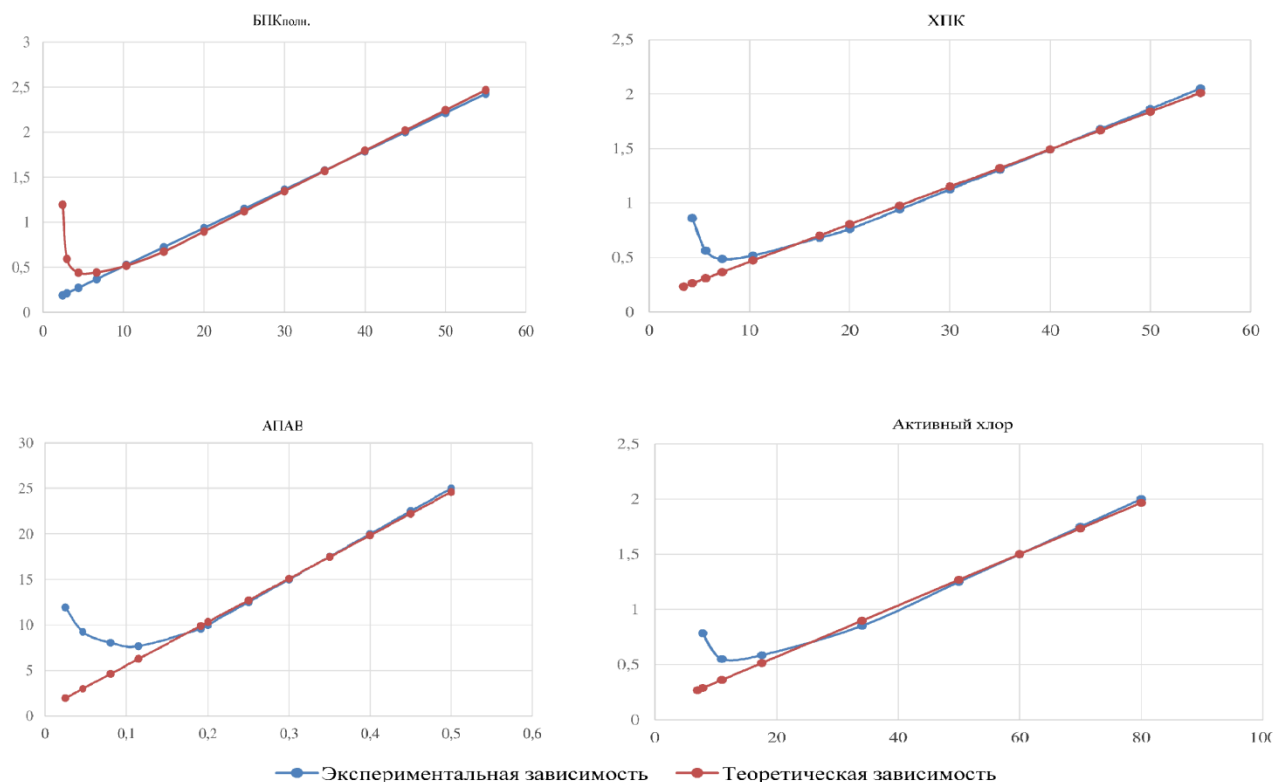 БПКполн.
3
2,5
2
1,5
1
0,5
0
0 10 20 30 40 50 60
ХПК
2,5
2
1,5
1
0,5
0
0 10 20 30 40 50 60
АПАВ
30
25
20
15
10
5
0
0 0,1 0,2 0,3 0,4 0,5 0,6
Активный хлор
2,5
2
1,5
1
0,5
0
0 20 40 60 80 100
Экспериментальная зависимость Теоретическая зависимость